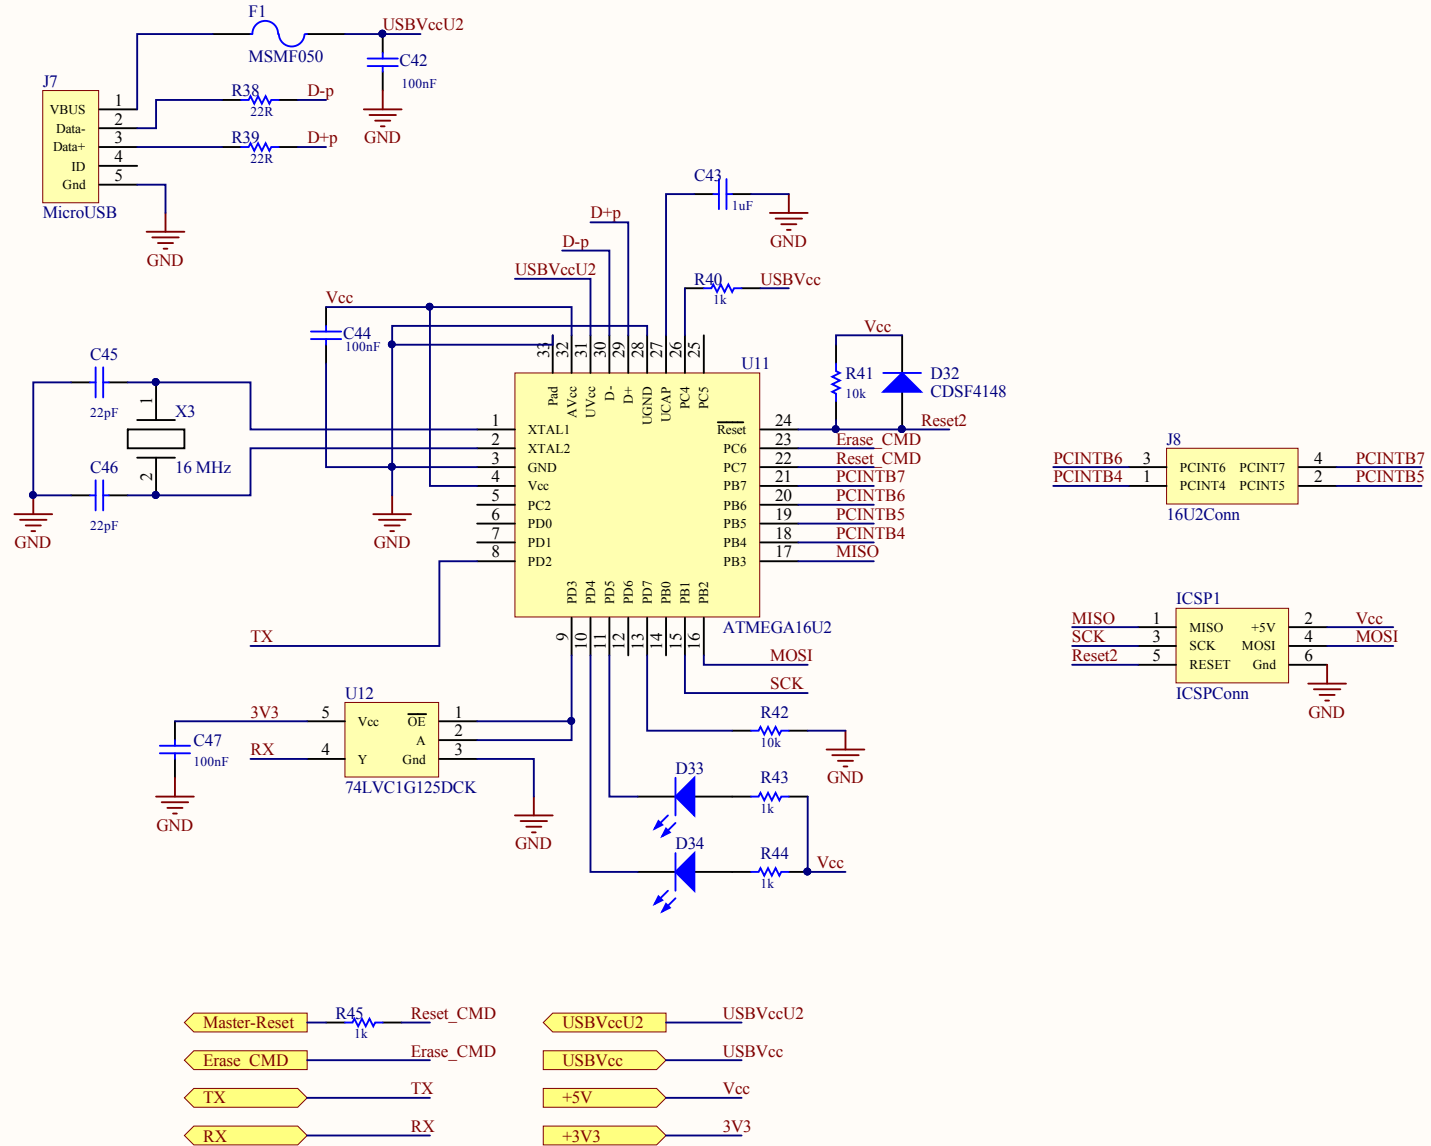 F1
USBVccU2
MSMF050
C42
100nF
GND
J7
VBUS 1
Data- 2
Data+ 3
ID 4
Gnd 5
MicroUSB
GND
R38
22R
D-p
R39
22R
D+p
C43
1uF
GND
D+p
D-p
USBVccU2
R40
1k
USBVcc
Vcc
C44
100nF
GND
C45
22pF
1
X3
16 MHz
2
C46
22pF
GND
33 32 31 30 29 28 27 26 25
U11
Pad AVcc UVcc D- D+ UGND UCAP PC4 PC5
1 XTAL1
2 XTAL2
3 GND
4 Vcc
5 PC2
6 PD0
7 PD1
8 PD2
Reset 24 Reset2
PC6 23 Erase_CMD
PC7 22 Reset_CMD
PB7 21 PCINTB7
PB6 20 PCINTB6
PB5 19 PCINTB5
PB4 18 PCINTB4
PB3 17 MISO
PD3 PD4 PD5 PD6 PD7 PB0 PB1 PB2
9 10 11 12 13 14 15 16
ATMEGA16U2
Vcc
R41
10k
D32
CDSF4148
J8
PCINTB6 3 PCINT6 PCINT7 4 PCINTB7
PCINTB4 1 PCINT4 PCINT5 2 PCINTB5
16U2Conn
ICSP1
MISO 1 MISO +5V 2 Vcc
SCK 3 SCK MOSI 4 MOSI
Reset2 5 RESET Gnd 6
ICSPConn
GND
TX
MOSI
SCK
U12
3V3 5 Vcc OE 1
A 2
RX 4 Y Gnd 3
74LVC1G125DCK
C47
100nF
GND
GND
R42
10k
GND
D33
R43
1k
D34
R44
1k
Vcc
Master-Reset R45 Reset_CMD
1k
Erase_CMD Erase_CMD
TX TX
RX RX
USBVccU2 USBVccU2
USBVcc USBVcc
+5V Vcc
+3V3 3V3